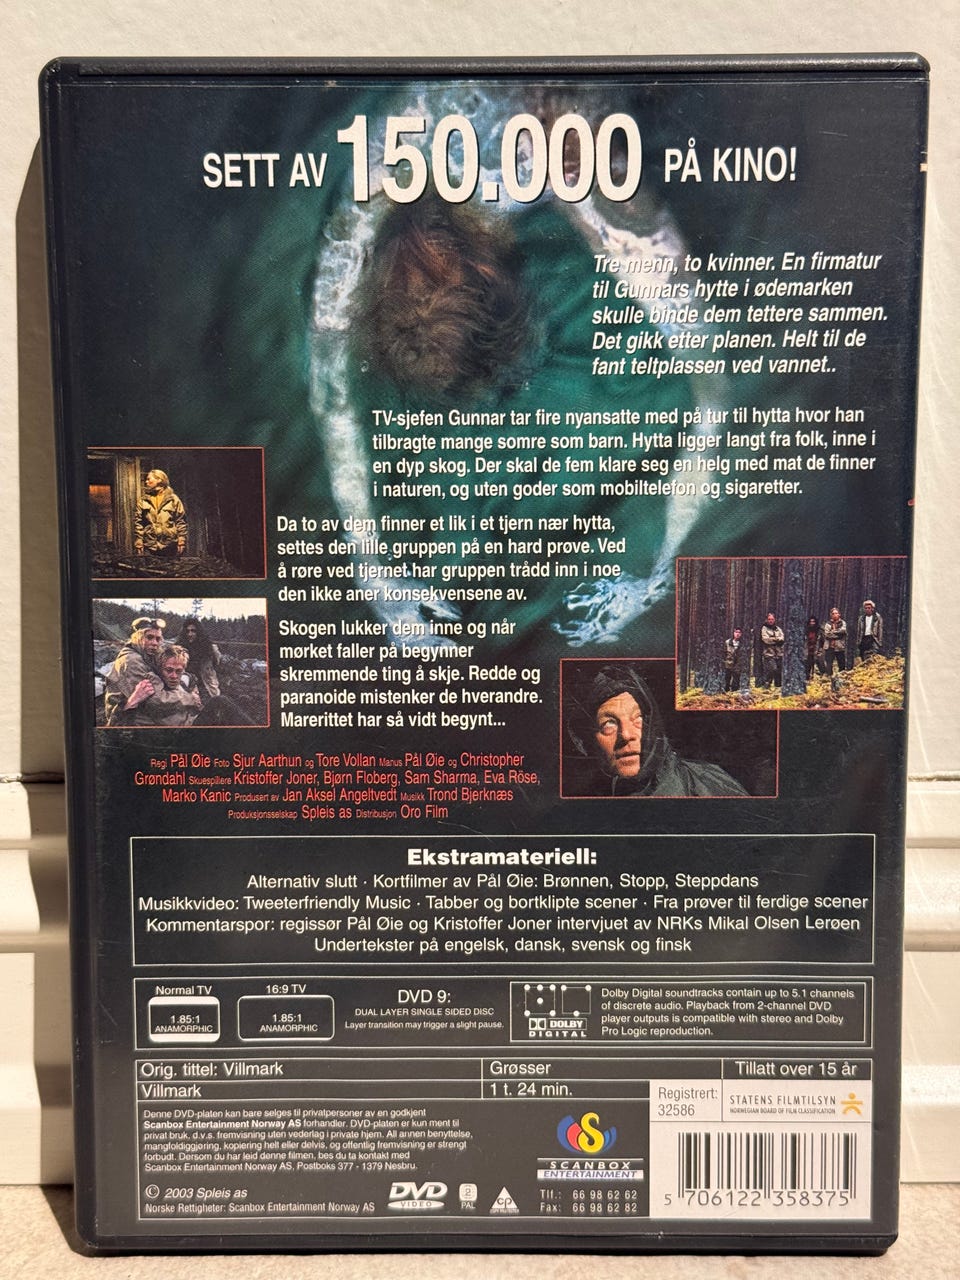 SETT AV 150.000 PÅ KINO!
Tre menn, to kvinner. En firmatur
til Gunnars hytte i ødemarken
skulle binde dem tettere sammen.
Det gikk etter planen. Helt til de
fant teltplassen ved vannet..
TV-sjefen Gunnar tar fire nyansatte med på tur til hytta hvor han
tilbragte mange somre som barn. Hytta ligger langt fra folk, inne i
en dyp skog. Der skal de fem klare seg en helg med mat de finner
i naturen, og uten goder som mobiltelefon og sigaretter.
Da to av dem finner et lik i et tjern nær hytta,
settes den lille gruppen på en hard prøve. Ved
å røre ved tjernet har gruppen trådd inn i noe
den ikke aner konsekvensene av.
Skogen lukker dem inne og når
mørket faller på begynner
skremmende ting å skje. Redde og
paranoide mistenker de hverandre.
Marerittet har så vidt begynt...
Regi Pål Øie Foto Sjur Aarthun og Tore Vollan Manus Pål Øie og Christopher
Grøndahl Skuespillere Kristoffer Joner, Bjørn Floberg, Sam Sharma, Eva Röse,
Marko Kanic Produsert av Jan Aksel Angeltvedt Musikk Trond Bjerknæs
Produksjonsselskap Spleis as Distribusjon Oro Film
Ekstramateriell:
Alternativ slutt · Kortfilmer av Pål Øie: Brønnen, Stopp, Steppdans
Musikkvideo: Tweeterfriendly Music · Tabber og bortklipte scener · Fra prøver til ferdige scener
Kommentarspor: regissør Pål Øie og Kristoffer Joner intervjuet av NRKs Mikal Olsen Lerøen
Undertekster på engelsk, dansk, svensk og finsk
Normal TV
1.85:1
ANAMORPHIC
16:9 TV
1.85:1
ANAMORPHIC
DVD 9:
DUAL LAYER SINGLE SIDED DISC
Layer transition may trigger a slight pause.
DOLBY
DIGITAL
Dolby Digital soundtracks contain up to 5.1 channels
of discrete audio. Playback from 2-channel DVD
player outputs is compatible with stereo and Dolby
Pro Logic reproduction.
Orig. tittel: Villmark
Grøsser
Tillatt over 15 år
Villmark
1 t. 24 min.
Registrert:
32586
STATENS FILMTILSYN
NORWEGIAN BOARD OF FILM CLASSIFICATION
Denne DVD-platen kan bare selges til privatpersoner av en godkjent
Scanbox Entertainment Norway AS forhandler. DVD-platen er kun ment til
privat bruk, d.v.s. fremvisning uten vederlag i private hjem. All annen benyttelse,
mangfoldiggjøring, kopiering helt eller delvis, og offentlig fremvisning er strengt
forbudt. Dersom du har leid denne filmen, bes du ta kontakt med
Scanbox Entertainment Norway AS, Postboks 377 - 1379 Nesbru.
© 2003 Spleis as
Norske Rettigheter: Scanbox Entertainment Norway AS
DVD
VIDEO
2
PAL
CP
SCANBOX
ENTERTAINMENT
Tlf.: 66 98 62 62
Fax: 66 98 62 82
5 706122 358375